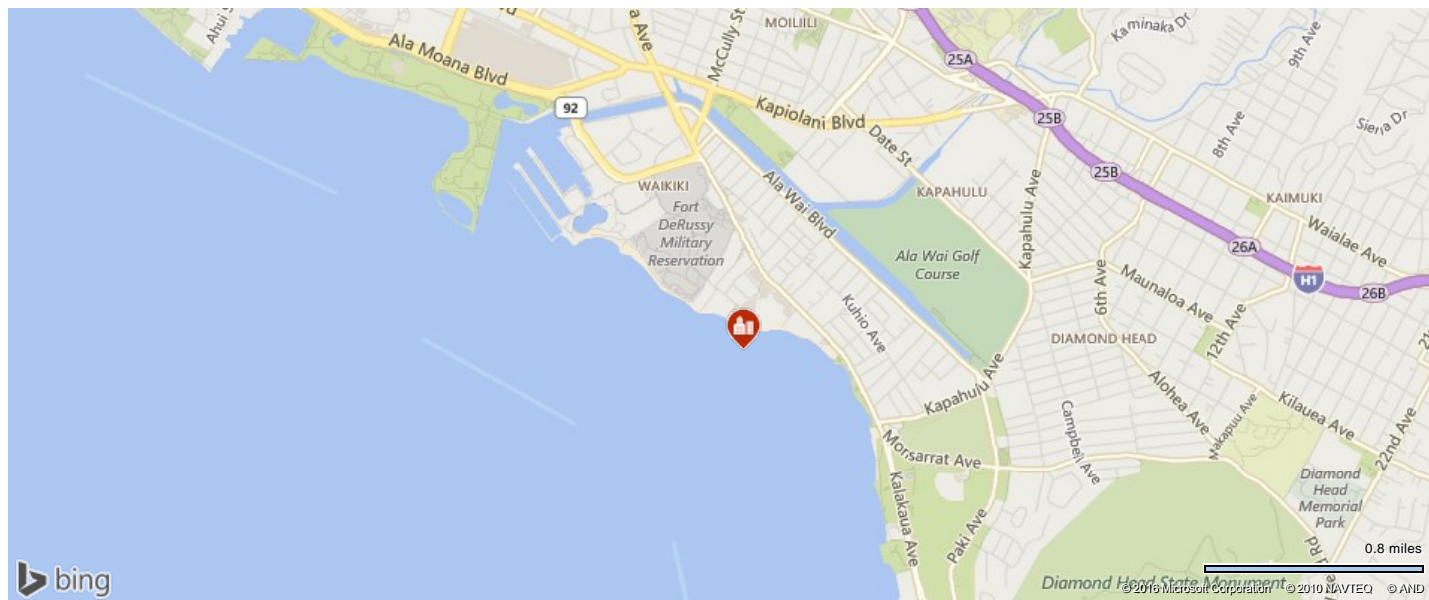 Ahui
Ala Moana Blvd
McCully St
MOILIILI
Kaminaka Dr
9th Ave
25A
92
Kapiolani Blvd
25B
Date St
8th Ave
Sierra Dr
25B
WAIKIKI
Fort
DeRussy
Military
Reservation
Ala Wai Blvd
KAPAHULU
Kapahulu Ave
KAIMUKI
Waialae Ave
26A
Ala Wai Golf
Course
6th Ave
Maunaloa Ave
H1
26B
Kuhio Ave
DIAMOND HEAD
12th Ave
Kapahulu Ave
Alohea Ave
Makapuu Ave
Kilauea Ave
22nd Ave
Campbell Ave
Monsarrat Ave
Kalakaua Ave
Paki Ave
Diamond
Head
Memorial
Park
0.8 miles
bing
Diamond Head State Monument
© 2016 Microsoft Corporation © 2010 NAVTEQ © AND